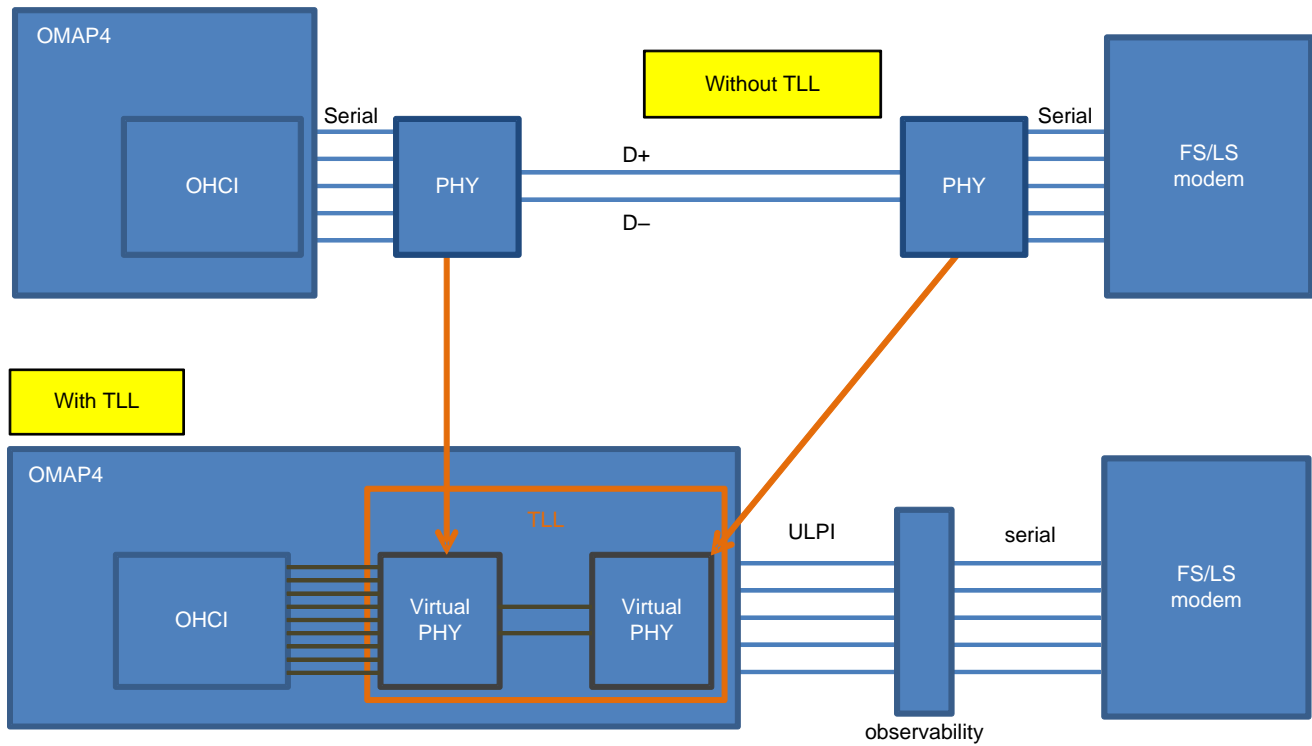 OMAP4
Without TLL
Serial
Serial
OHCI
PHY
D+
D–
PHY
FS/LS
modem
With TLL
OMAP4
TLL
ULPI
serial
OHCI
Virtual
PHY
Virtual
PHY
FS/LS
modem
observability